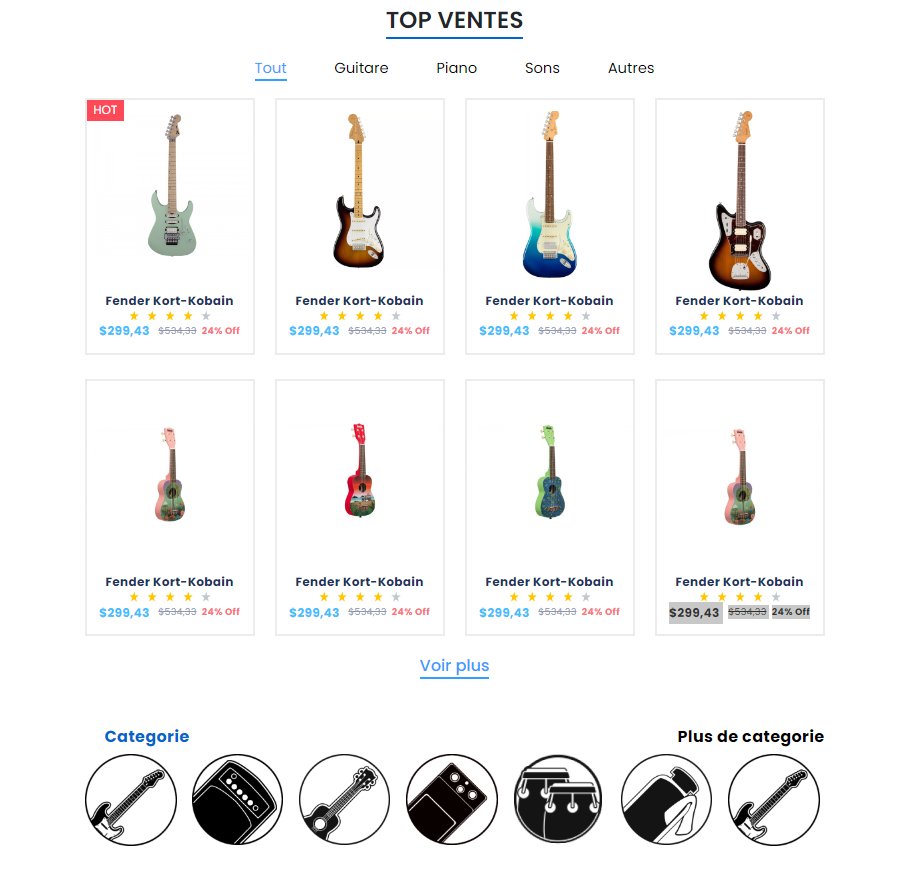 TOP VENTES
Tout Guitare Piano Sons Autres
HOT
Fender Kort-Kobain Fender Kort-Kobain Fender Kort-Kobain Fender Kort-Kobain
$299,43 $534,33 24% Off $299,43 $534,33 24% Off $299,43 $534,33 24% Off $299,43 $534,33 24% Off
Fender Kort-Kobain Fender Kort-Kobain Fender Kort-Kobain Fender Kort-Kobain
$299,43 $534,33 24% Off $299,43 $534,33 24% Off $299,43 $534,33 24% Off $299,43 $534,33 24% Off
Voir plus
Categorie Plus de categorie